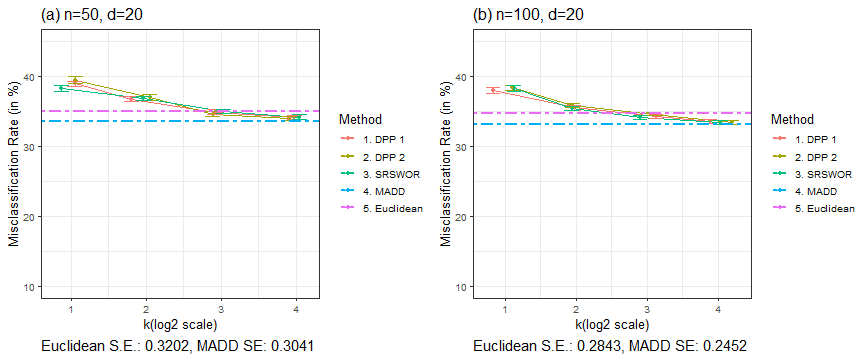 (a) n=50, d=20
Misclassification Rate (in %)
40
30
20
10
1 2 3 4
k(log2 scale)
Euclidean S.E.: 0.3202, MADD SE: 0.3041
Method
1. DPP 1
2. DPP 2
3. SRSWOR
4. MADD
5. Euclidean
(b) n=100, d=20
Misclassification Rate (in %)
40
30
20
10
1 2 3 4
k(log2 scale)
Euclidean S.E.: 0.2843, MADD SE: 0.2452
Method
1. DPP 1
2. DPP 2
3. SRSWOR
4. MADD
5. Euclidean